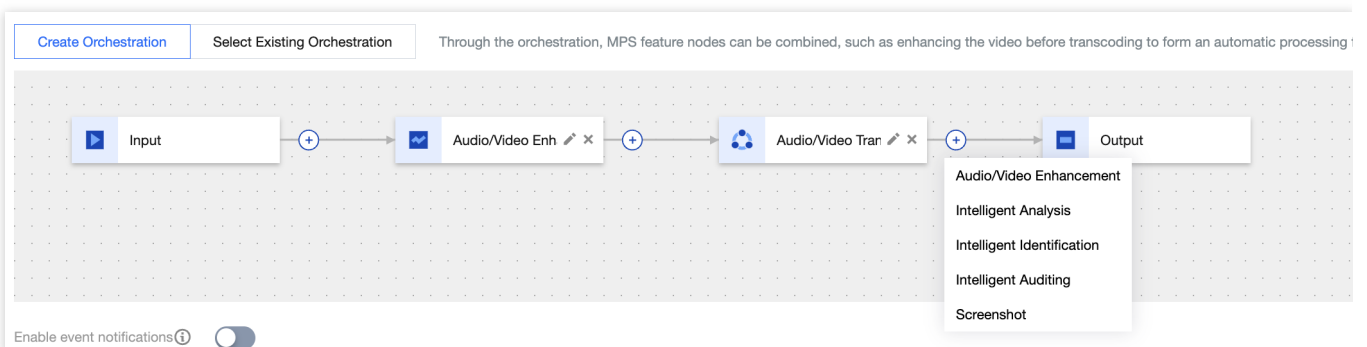 Create Orchestration
Select Existing Orchestration
Through the orchestration, MPS feature nodes can be combined, such as enhancing the video before transcoding to form an automatic processing
Input
Audio/Video Enh
Audio/Video Tran
Output
Audio/Video Enhancement
Intelligent Analysis
Intelligent Identification
Intelligent Auditing
Screenshot
Enable event notifications